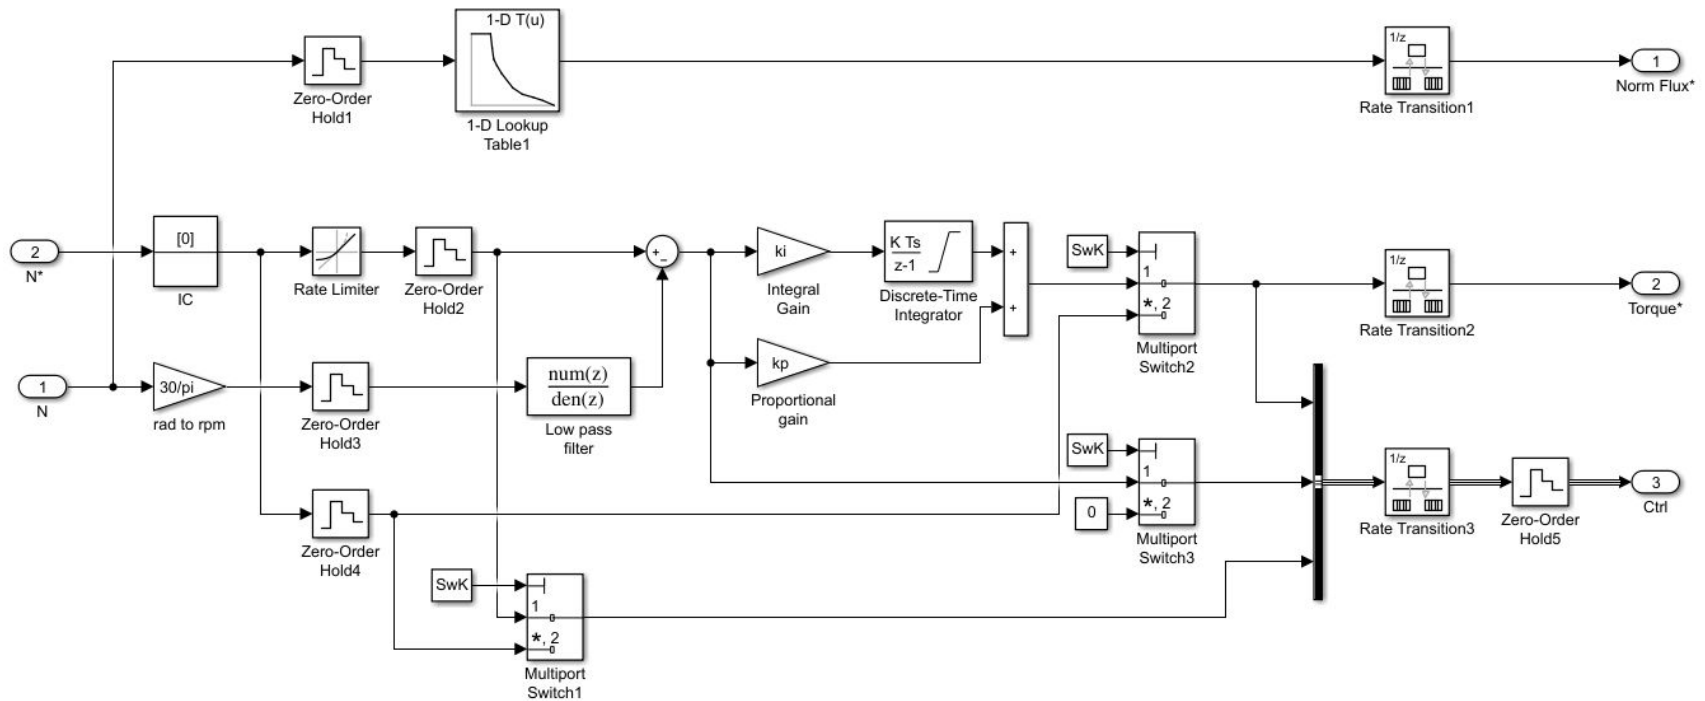 1-D T(u)
Zero-Order
Hold1
1-D Lookup
Table1
1/z
Rate Transition1
1
Norm Flux*
2
N*
[0]
IC
Rate Limiter
Zero-Order
Hold2
+
_
ki
Integral
Gain
K Ts
z-1
Discrete-Time
Integrator
+
+
SwK
1
*, 2
Multiport
Switch2
1/z
Rate Transition2
2
Torque*
1
N
30/pi
rad to rpm
Zero-Order
Hold3
num(z)
den(z)
Low pass
filter
kp
Proportional
gain
SwK
0
1
*, 2
Multiport
Switch3
1/z
Rate Transition3
Zero-Order
Hold5
3
Ctrl
Zero-Order
Hold4
SwK
1
*, 2
Multiport
Switch1